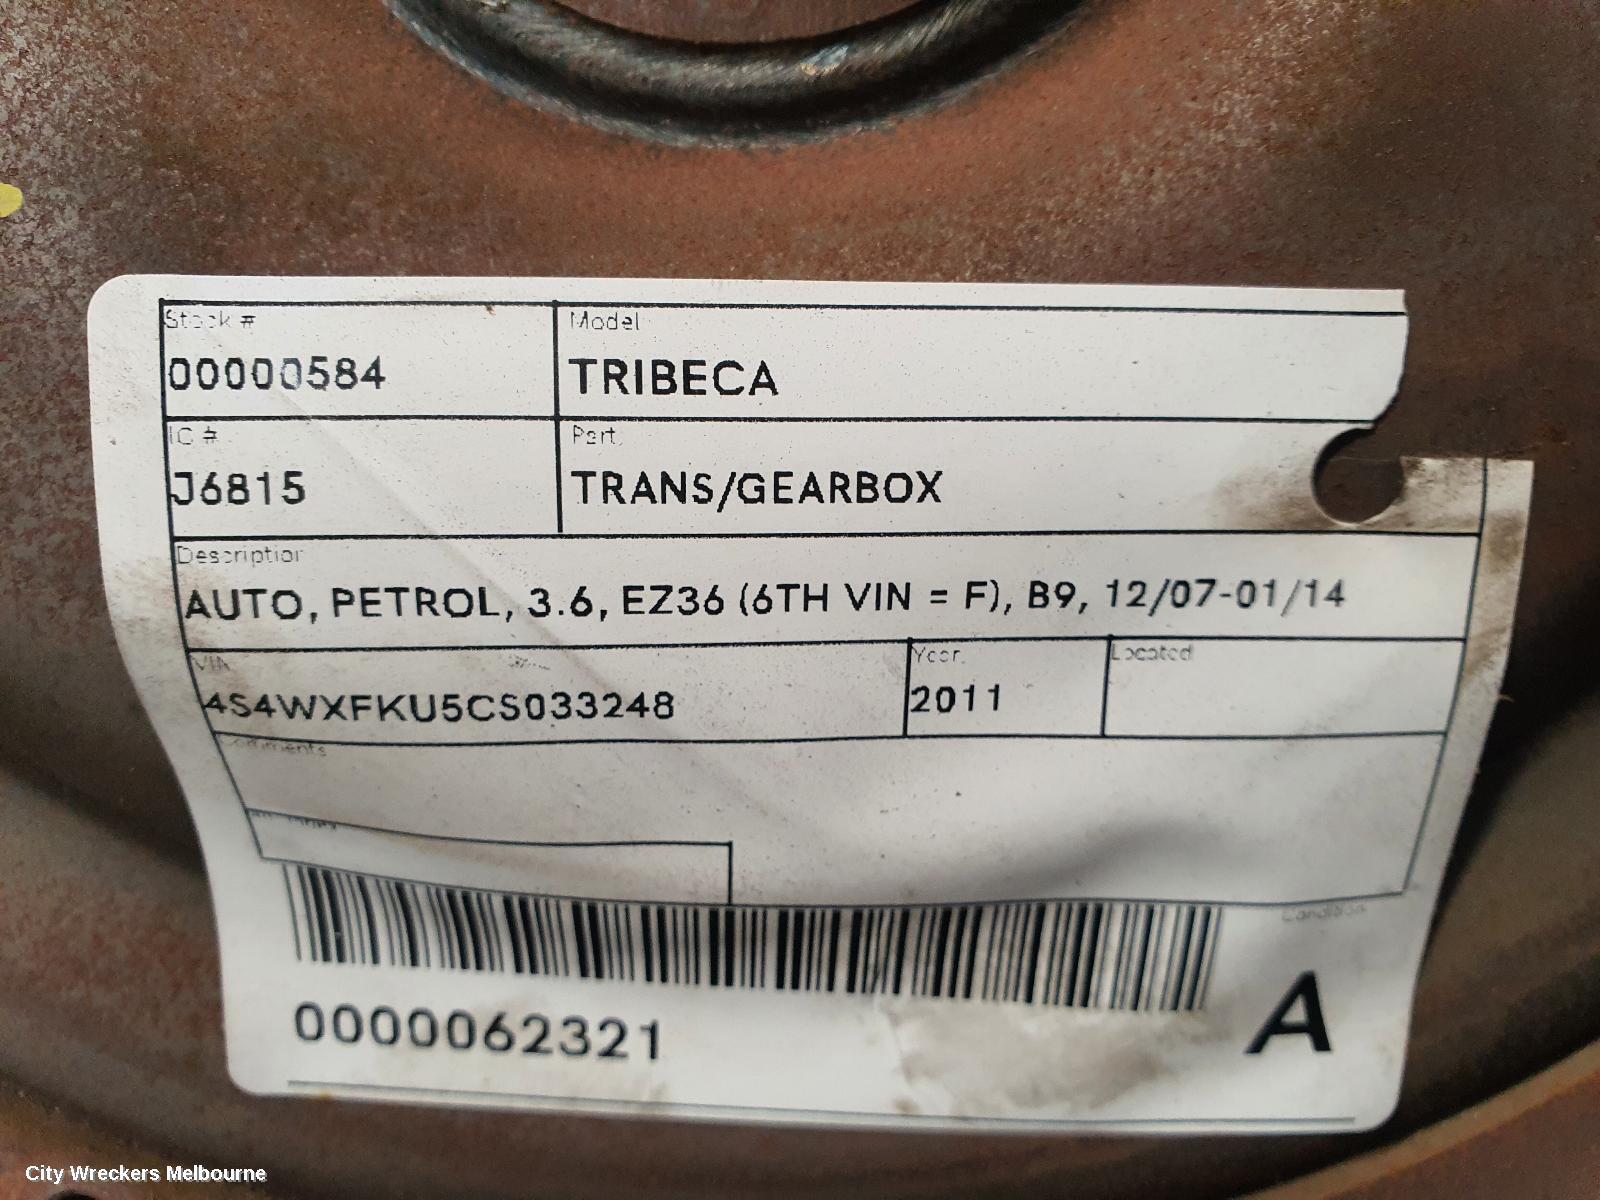 Stock #
Model
00000584
TRIBECA
IC #
Part
J6815
TRANS/GEARBOX
Description
AUTO, PETROL, 3.6, EZ36 (6TH VIN = F), B9, 12/07-01/14
VIN
Year
Located
4S4WXFKU5CS033248
2011
Comments
Condition
A
0000062321
City Wreckers Melbourne